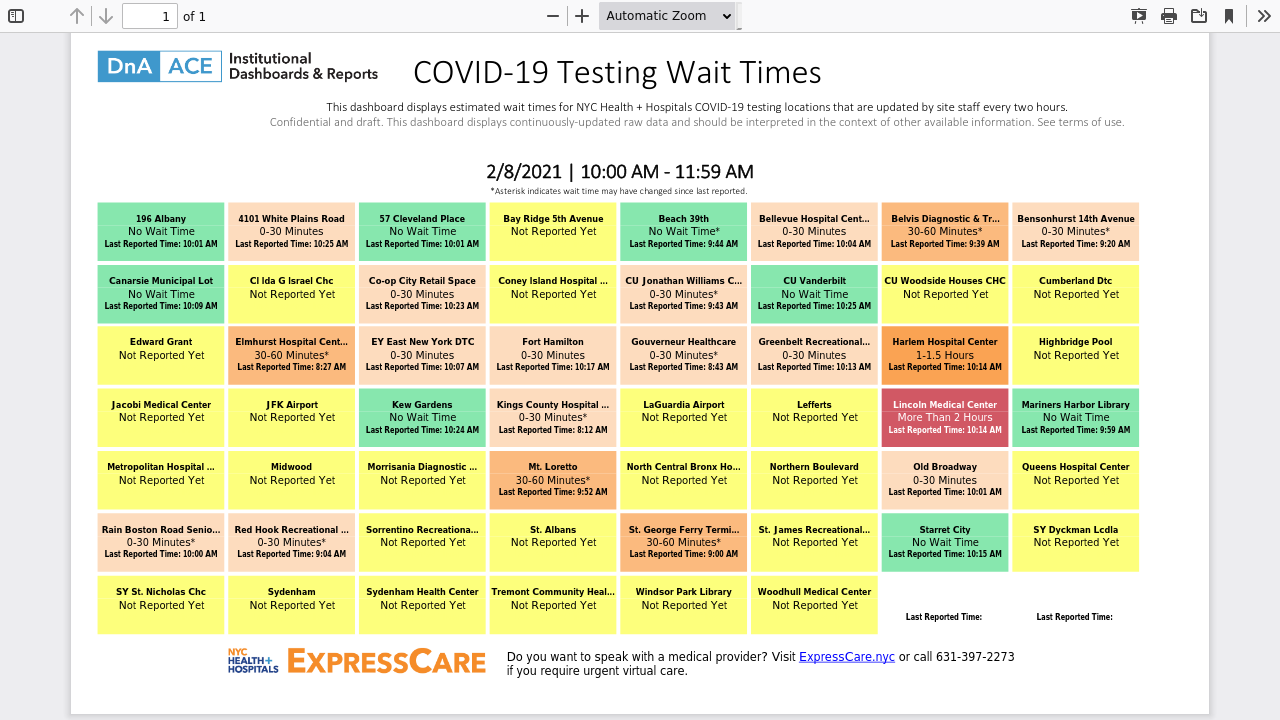 1 of 1 Automatic Zoom
DnA ACE Institutional
Dashboards & Reports
COVID-19 Testing Wait Times
This dashboard displays estimated wait times for NYC Health + Hospitals COVID-19 testing locations that are updated by site staff every two hours.
Confidential and draft. This dashboard displays continuously-updated raw data and should be interpreted in the context of other available information. See terms of use.
2/8/2021 | 10:00 AM - 11:59 AM
*Asterisk indicates wait time may have changed since last reported.
196 Albany
No Wait Time
Last Reported Time: 10:01 AM
4101 White Plains Road
0-30 Minutes
Last Reported Time: 10:25 AM
57 Cleveland Place
No Wait Time
Last Reported Time: 10:01 AM
Bay Ridge 5th Avenue
Not Reported Yet
Beach 39th
No Wait Time*
Last Reported Time: 9:44 AM
Bellevue Hospital Cent...
0-30 Minutes
Last Reported Time: 10:04 AM
Belvis Diagnostic & Tr...
30-60 Minutes*
Last Reported Time: 9:39 AM
Bensonhurst 14th Avenue
0-30 Minutes*
Last Reported Time: 9:20 AM
Canarsie Municipal Lot
No Wait Time
Last Reported Time: 10:09 AM
Cl Ida G Israel Chc
Not Reported Yet
Co-op City Retail Space
0-30 Minutes
Last Reported Time: 10:23 AM
Coney Island Hospital ...
Not Reported Yet
CU Jonathan Williams C...
0-30 Minutes*
Last Reported Time: 9:43 AM
CU Vanderbilt
No Wait Time
Last Reported Time: 10:25 AM
CU Woodside Houses CHC
Not Reported Yet
Cumberland Dtc
Not Reported Yet
Edward Grant
Not Reported Yet
Elmhurst Hospital Cent...
30-60 Minutes*
Last Reported Time: 8:27 AM
EY East New York DTC
0-30 Minutes
Last Reported Time: 10:07 AM
Fort Hamilton
0-30 Minutes
Last Reported Time: 10:17 AM
Gouverneur Healthcare
0-30 Minutes*
Last Reported Time: 8:43 AM
Greenbelt Recreational...
0-30 Minutes
Last Reported Time: 10:13 AM
Harlem Hospital Center
1-1.5 Hours
Last Reported Time: 10:14 AM
Highbridge Pool
Not Reported Yet
Jacobi Medical Center
Not Reported Yet
JFK Airport
Not Reported Yet
Kew Gardens
No Wait Time
Last Reported Time: 10:24 AM
Kings County Hospital ...
0-30 Minutes*
Last Reported Time: 8:12 AM
LaGuardia Airport
Not Reported Yet
Lefferts
Not Reported Yet
Lincoln Medical Center
More Than 2 Hours
Last Reported Time: 10:14 AM
Mariners Harbor Library
No Wait Time
Last Reported Time: 9:59 AM
Metropolitan Hospital ...
Not Reported Yet
Midwood
Not Reported Yet
Morrisania Diagnostic ...
Not Reported Yet
Mt. Loretto
30-60 Minutes*
Last Reported Time: 9:52 AM
North Central Bronx Ho...
Not Reported Yet
Northern Boulevard
Not Reported Yet
Old Broadway
0-30 Minutes
Last Reported Time: 10:01 AM
Queens Hospital Center
Not Reported Yet
Rain Boston Road Senio...
0-30 Minutes*
Last Reported Time: 10:00 AM
Red Hook Recreational ...
0-30 Minutes*
Last Reported Time: 9:04 AM
Sorrentino Recreationa...
Not Reported Yet
St. Albans
Not Reported Yet
St. George Ferry Termi...
30-60 Minutes*
Last Reported Time: 9:00 AM
St. James Recreational...
Not Reported Yet
Starret City
No Wait Time
Last Reported Time: 10:15 AM
SY Dyckman Lcdla
Not Reported Yet
SY St. Nicholas Chc
Not Reported Yet
Sydenham
Not Reported Yet
Sydenham Health Center
Not Reported Yet
Tremont Community Heal...
Not Reported Yet
Windsor Park Library
Not Reported Yet
Woodhull Medical Center
Not Reported Yet
Last Reported Time:
Last Reported Time:
NYC
HEALTH+
HOSPITALS
EXPRESSCARE
Do you want to speak with a medical provider? Visit ExpressCare.nyc or call 631-397-2273
if you require urgent virtual care.